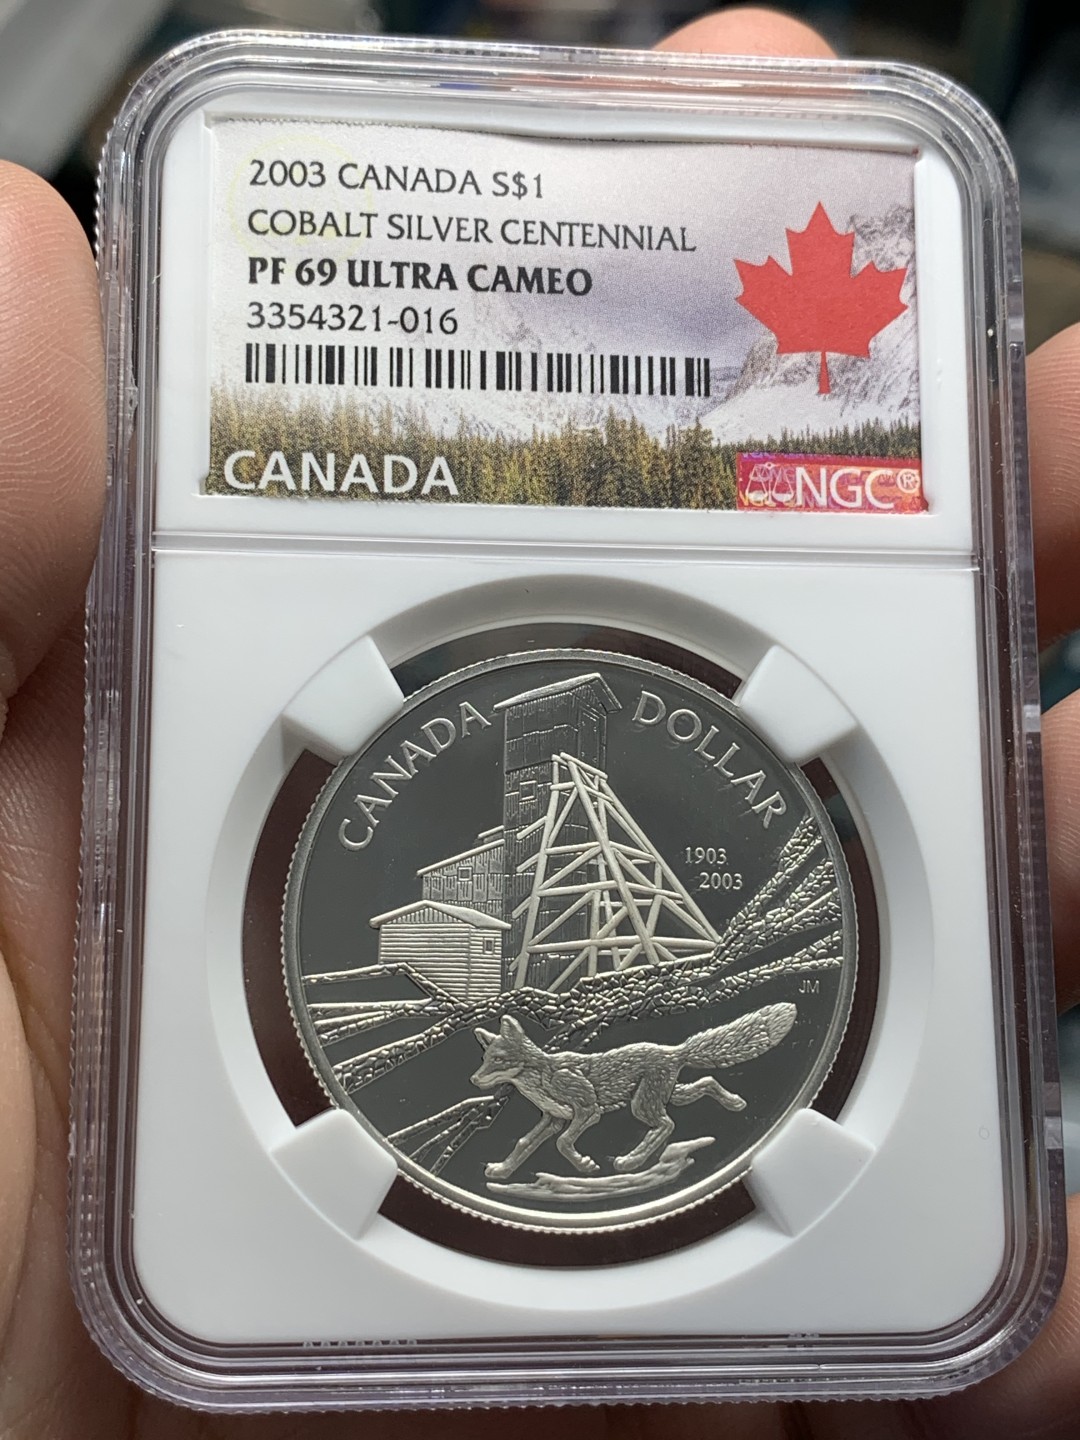 2003 CANADA S$1
COBALT SILVER CENTENNIAL
PF 69 ULTRA CAMEO
3354321-016
CANADA
NGC®
CANADA DOLLAR
1903
2003
JM